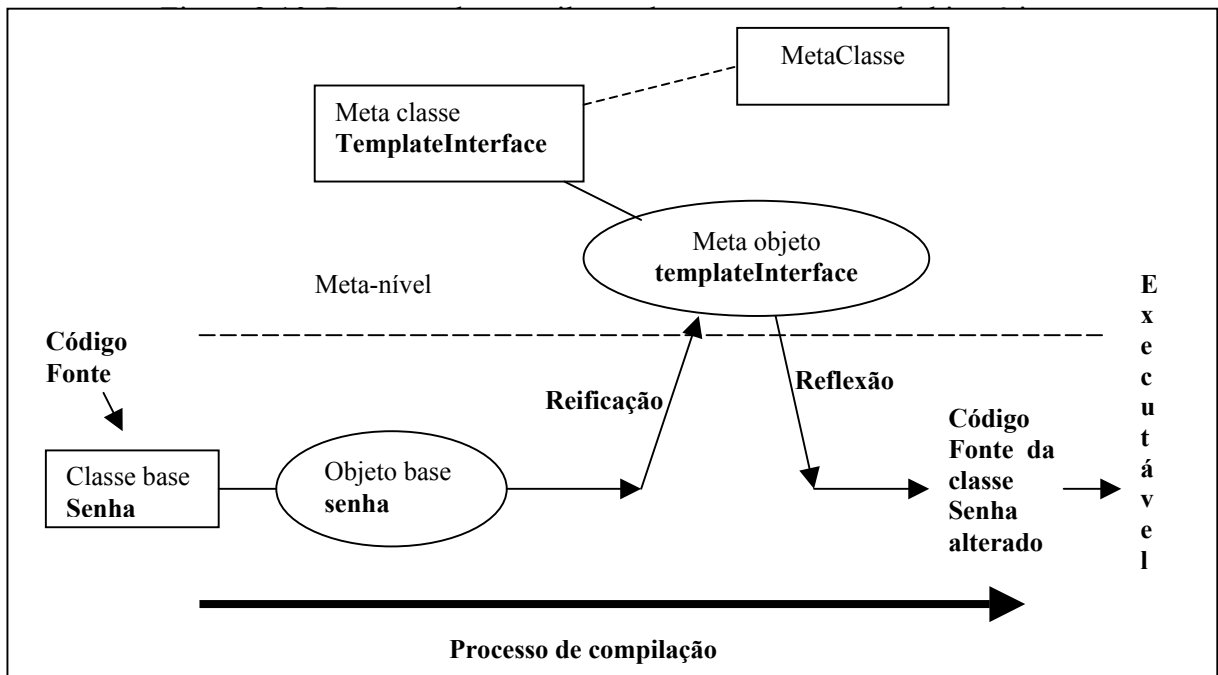 MetaClasse
Meta classe
TemplateInterface
Meta objeto
templateInterface
Meta-nível
Código
Fonte
Reificação
Reflexão
Classe base
Senha
Objeto base
senha
Código
Fonte da
classe
Senha
alterado
E
x
e
c
u
t
á
v
e
l
Processo de compilação